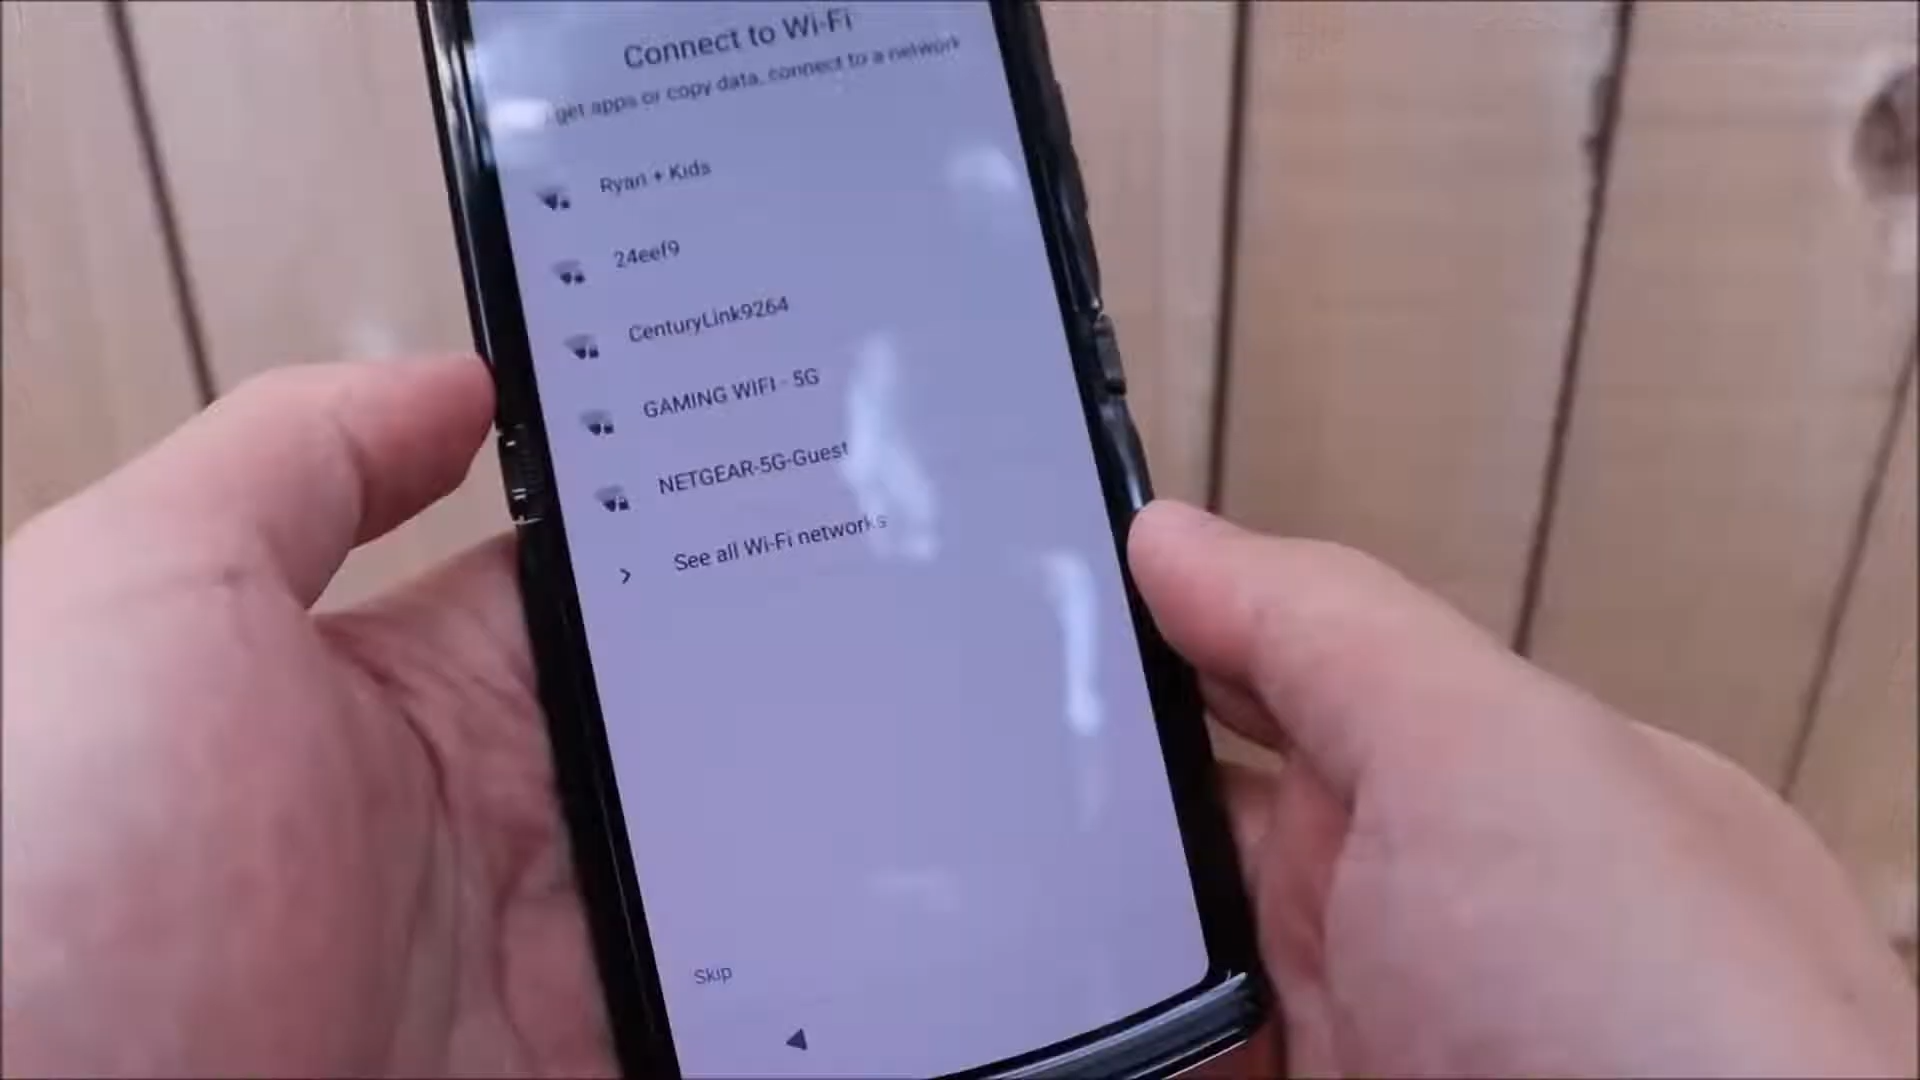 Connect to Wi-Fi
get apps or copy data, connect to a network
Ryan + Kids
24eef9
CenturyLink9264
GAMING WIFI - 5G
NETGEAR-5G-Guest
See all Wi-Fi networks
Skip